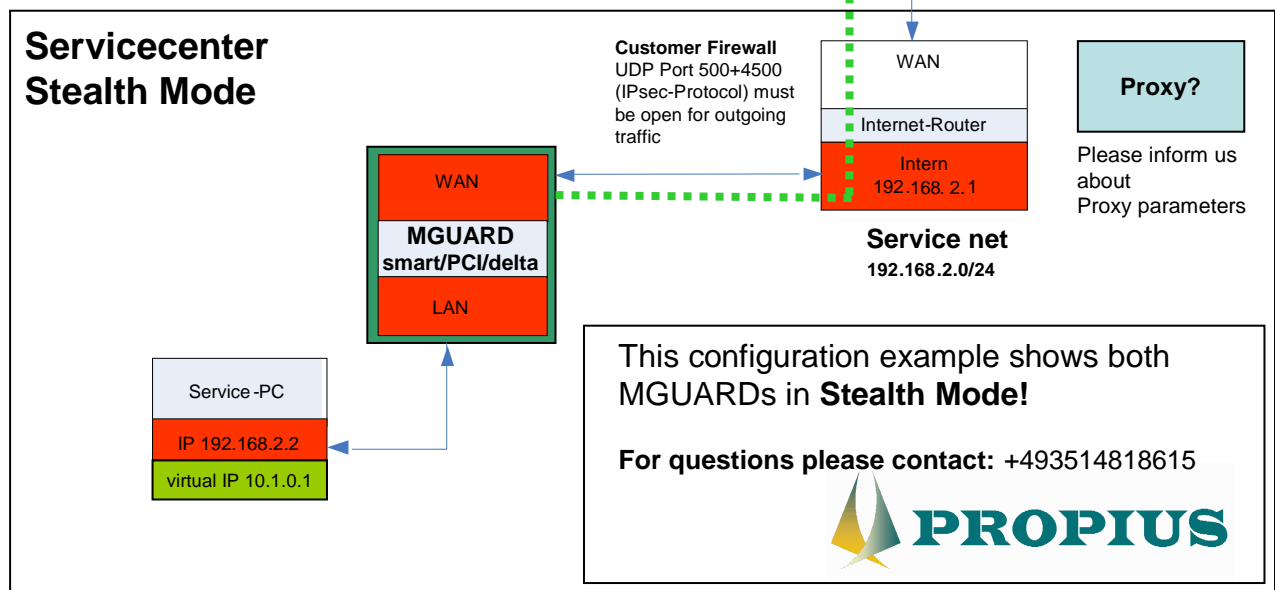 Servicecenter
Stealth Mode
Customer Firewall
UDP Port 500+4500
(IPsec-Protocol) must
be open for outgoing
traffic
WAN
Internet-Router
Intern
192.168. 2.1
Service net
192.168.2.0/24
Proxy?
Please inform us
about
Proxy parameters
WAN
MGUARD
smart/PCI/delta
LAN
Service-PC
IP 192.168.2.2
virtual IP 10.1.0.1
This configuration example shows both
MGUARDs in Stealth Mode!
For questions please contact: +493514818615
PROPIUS